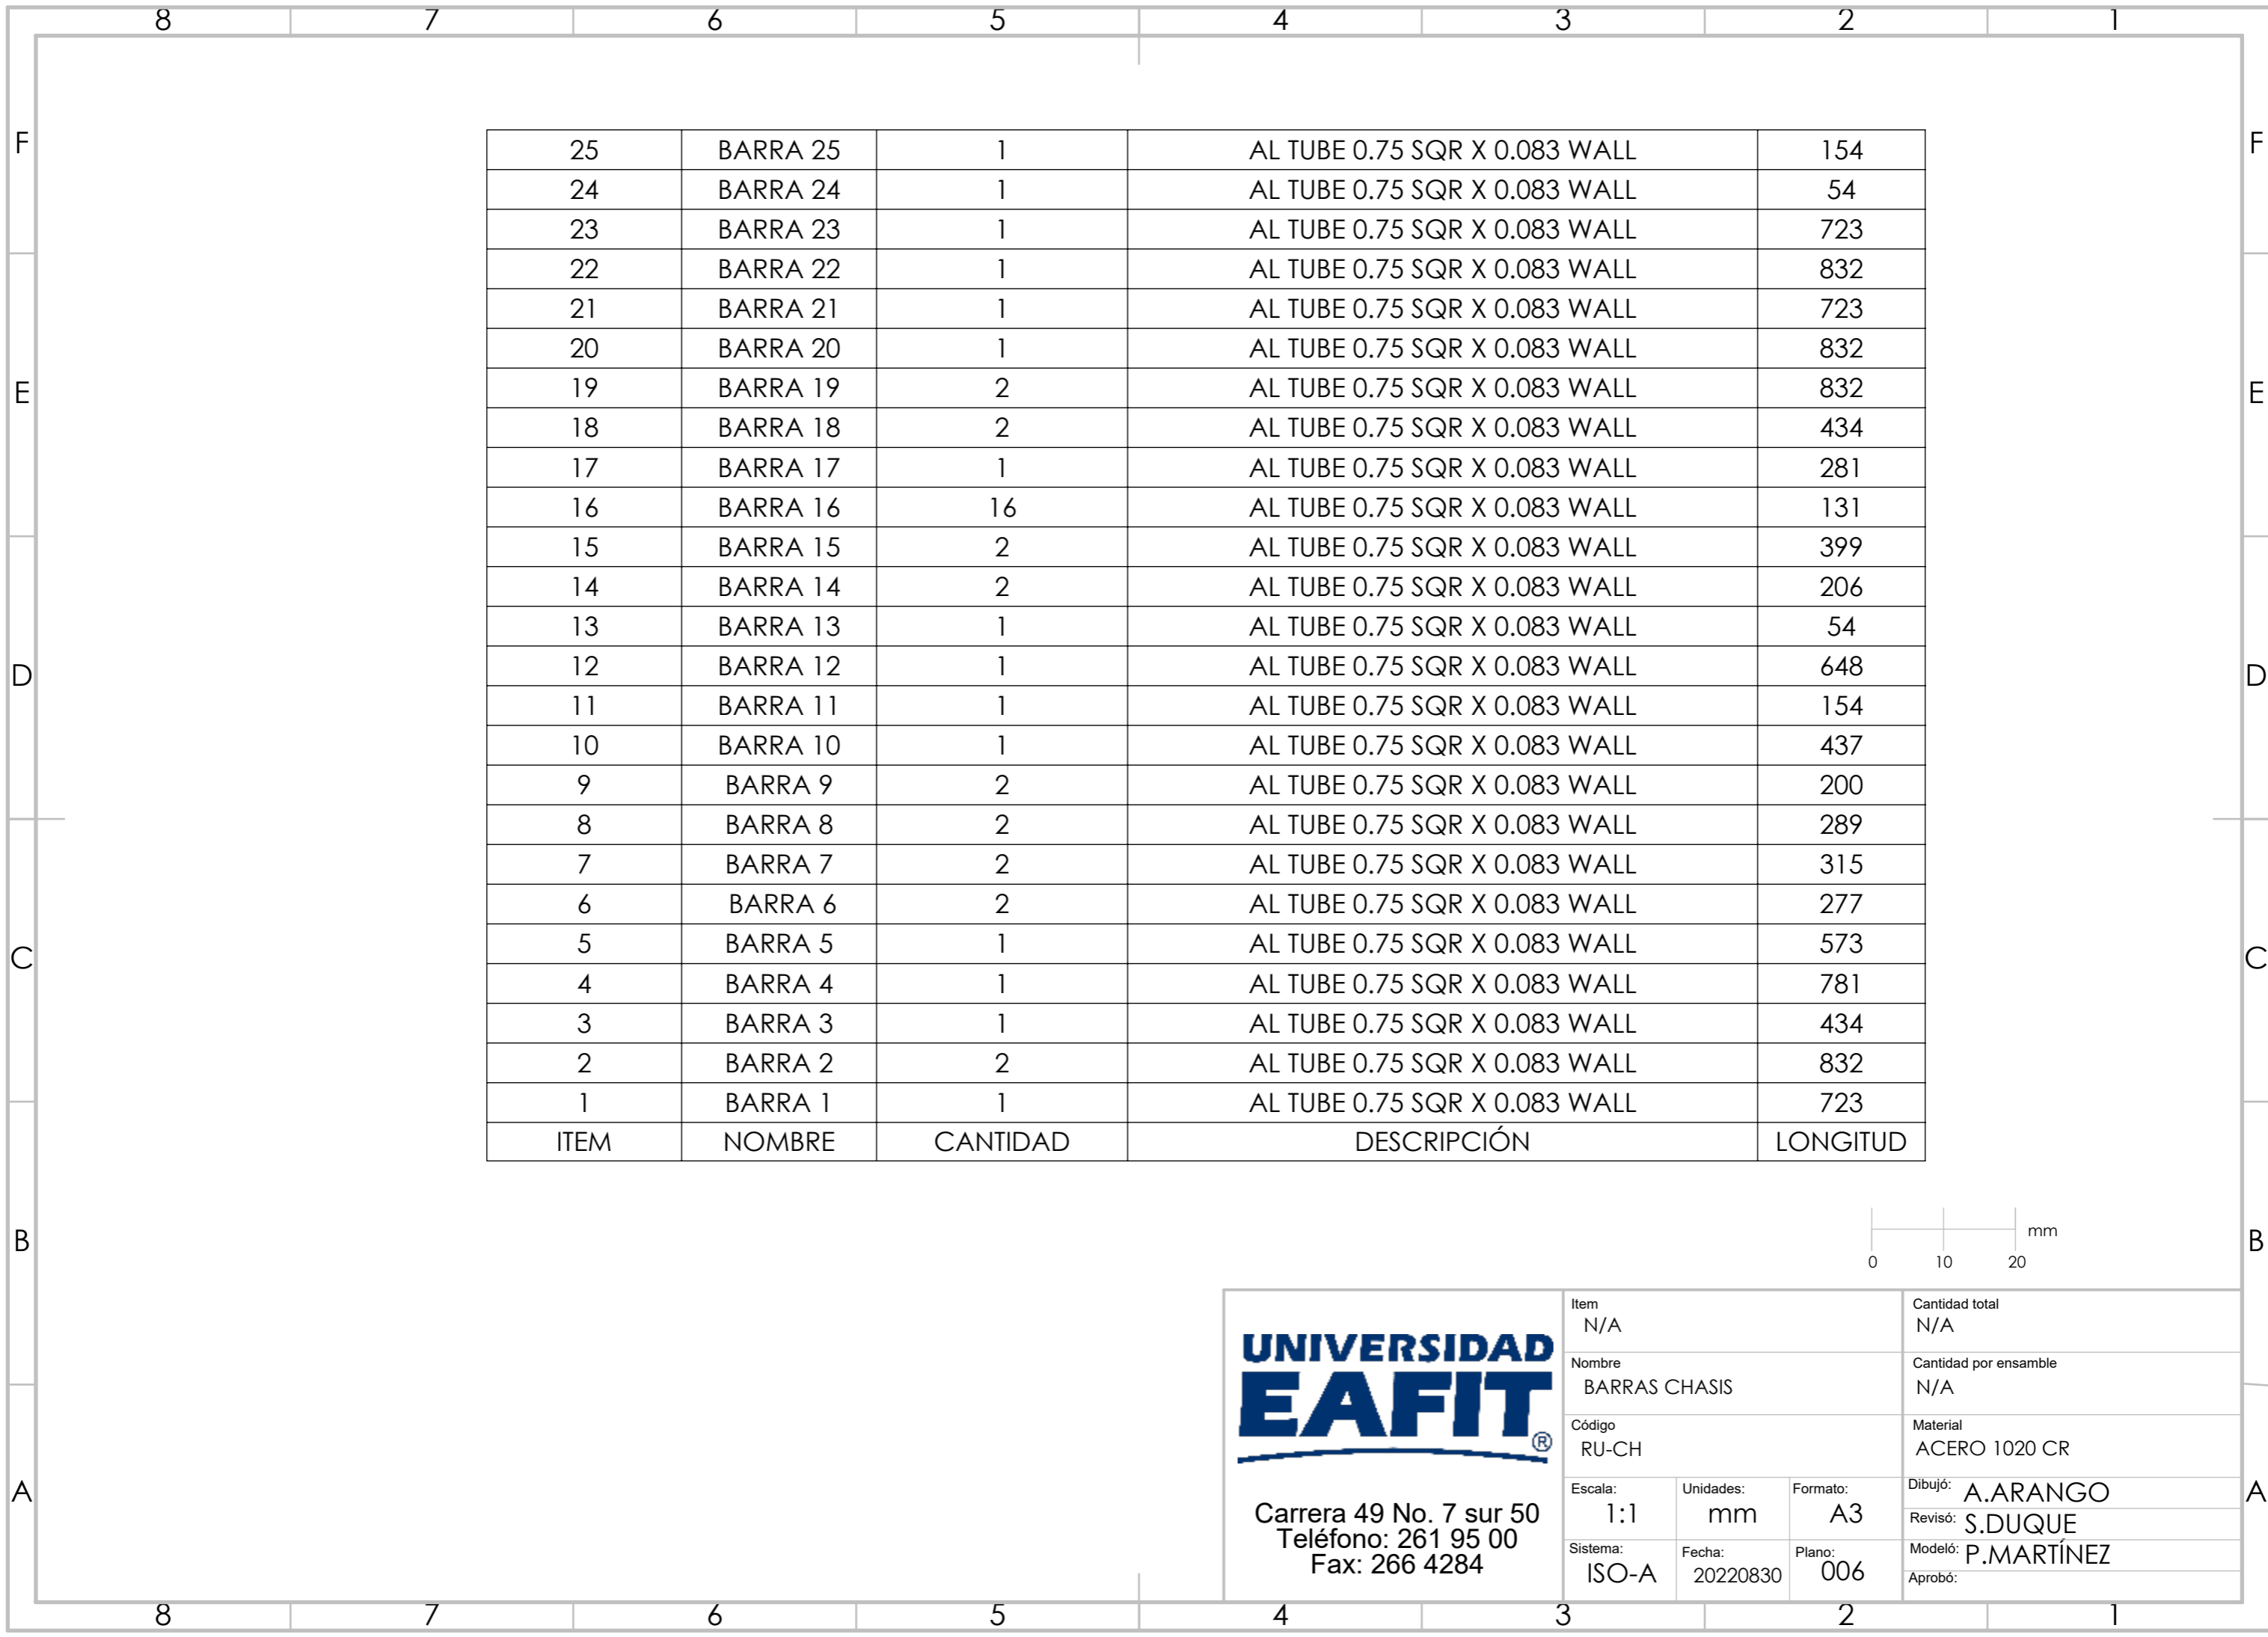 8 7 6 5 4 3 2 1
F F
E E
D D
C C
B B
A A
25 BARRA 25 1 AL TUBE 0.75 SQR X 0.083 WALL 154
24 BARRA 24 1 AL TUBE 0.75 SQR X 0.083 WALL 54
23 BARRA 23 1 AL TUBE 0.75 SQR X 0.083 WALL 723
22 BARRA 22 1 AL TUBE 0.75 SQR X 0.083 WALL 832
21 BARRA 21 1 AL TUBE 0.75 SQR X 0.083 WALL 723
20 BARRA 20 1 AL TUBE 0.75 SQR X 0.083 WALL 832
19 BARRA 19 2 AL TUBE 0.75 SQR X 0.083 WALL 832
18 BARRA 18 2 AL TUBE 0.75 SQR X 0.083 WALL 434
17 BARRA 17 1 AL TUBE 0.75 SQR X 0.083 WALL 281
16 BARRA 16 16 AL TUBE 0.75 SQR X 0.083 WALL 131
15 BARRA 15 2 AL TUBE 0.75 SQR X 0.083 WALL 399
14 BARRA 14 2 AL TUBE 0.75 SQR X 0.083 WALL 206
13 BARRA 13 1 AL TUBE 0.75 SQR X 0.083 WALL 54
12 BARRA 12 1 AL TUBE 0.75 SQR X 0.083 WALL 648
11 BARRA 11 1 AL TUBE 0.75 SQR X 0.083 WALL 154
10 BARRA 10 1 AL TUBE 0.75 SQR X 0.083 WALL 437
9 BARRA 9 2 AL TUBE 0.75 SQR X 0.083 WALL 200
8 BARRA 8 2 AL TUBE 0.75 SQR X 0.083 WALL 289
7 BARRA 7 2 AL TUBE 0.75 SQR X 0.083 WALL 315
6 BARRA 6 2 AL TUBE 0.75 SQR X 0.083 WALL 277
5 BARRA 5 1 AL TUBE 0.75 SQR X 0.083 WALL 573
4 BARRA 4 1 AL TUBE 0.75 SQR X 0.083 WALL 781
3 BARRA 3 1 AL TUBE 0.75 SQR X 0.083 WALL 434
2 BARRA 2 2 AL TUBE 0.75 SQR X 0.083 WALL 832
1 BARRA 1 1 AL TUBE 0.75 SQR X 0.083 WALL 723
ITEM NOMBRE CANTIDAD DESCRIPCIÓN LONGITUD
mm
0 10 20
UNIVERSIDAD
EAFIT®
Carrera 49 No. 7 sur 50
Teléfono: 261 95 00
Fax: 266 4284
Item
N/A
Cantidad total
N/A
Nombre
BARRAS CHASIS
Cantidad por ensamble
N/A
Código
RU-CH
Material
ACERO 1020 CR
Escala:
1:1
Unidades:
mm
Formato:
A3
Sistema:
ISO-A
Fecha:
20220830
Plano:
006
Dibujó: A.ARANGO
Revisó: S.DUQUE
Modeló: P.MARTÍNEZ
Aprobó:
8 7 6 5 4 3 2 1